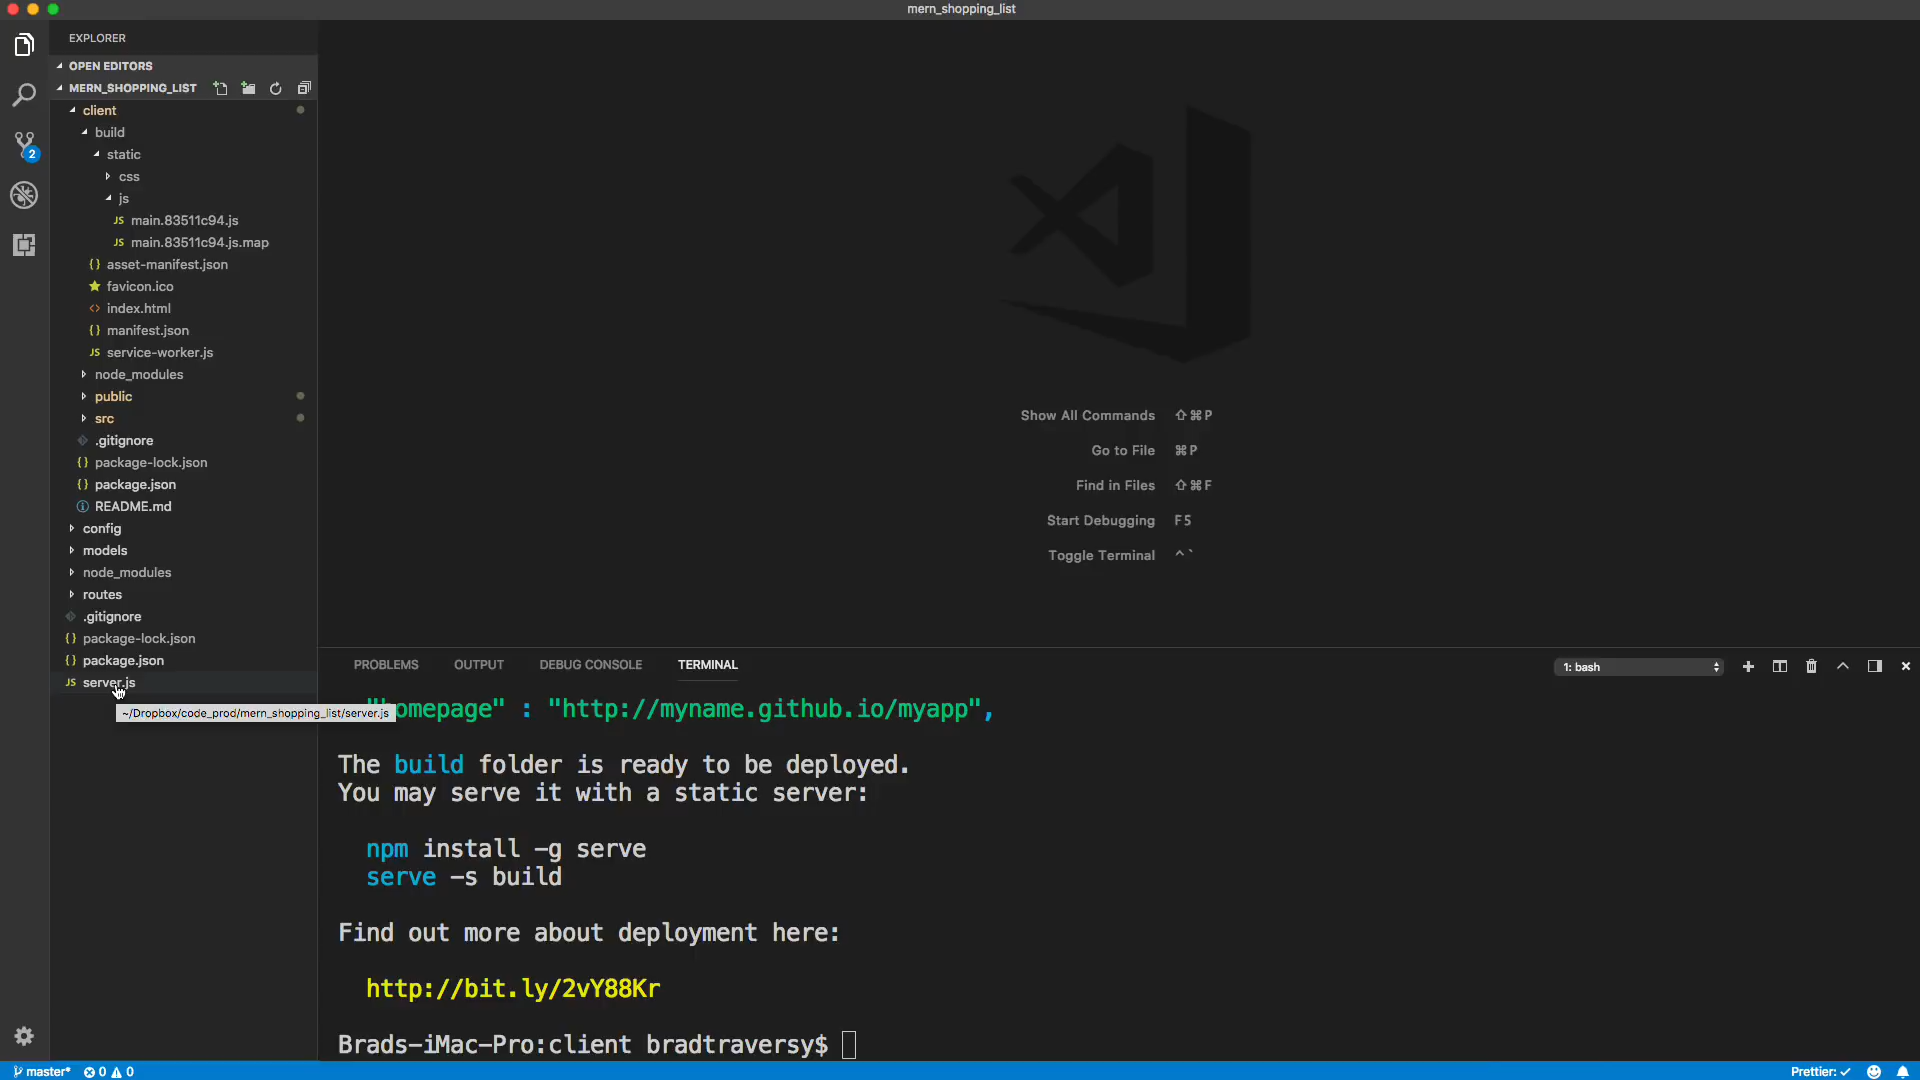 mern_shopping_list
EXPLORER
OPEN EDITORS
MERN_SHOPPING_LIST
client
build
static
css
js
JS main.83511c94.js
JS main.83511c94.js.map
{} asset-manifest.json
favicon.ico
<> index.html
{} manifest.json
JS service-worker.js
node_modules
public
src
.gitignore
{} package-lock.json
{} package.json
README.md
config
models
node_modules
routes
.gitignore
{} package-lock.json
{} package.json
JS server.js
~/Dropbox/code_prod/mern_shopping_list/server.js
2
Show All Commands ⇧⌘P
Go to File ⌘P
Find in Files ⇧⌘F
Start Debugging F5
Toggle Terminal ^`
PROBLEMS OUTPUT DEBUG CONSOLE TERMINAL
1: bash
omepage" : "http://myname.github.io/myapp",
The build folder is ready to be deployed.
You may serve it with a static server:
npm install -g serve
serve -s build
Find out more about deployment here:
http://bit.ly/2vY88Kr
Brads-iMac-Pro:client bradtraversy$
master* 0 0
Prettier: ✓